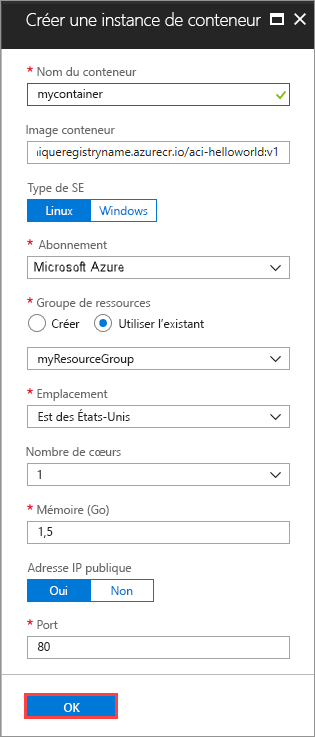 Créer une instance de conteneur
* Nom du conteneur
mycontainer
Image conteneur
iiqueregistryname.azurecr.io/aci-helloworld:v1
Type de SE
Linux Windows
* Abonnement
Microsoft Azure
* Groupe de ressources
Créer Utiliser l'existant
myResourceGroup
* Emplacement
Est des États-Unis
Nombre de cœurs
1
* Mémoire (Go)
1,5
Adresse IP publique
Oui Non
* Port
80
OK